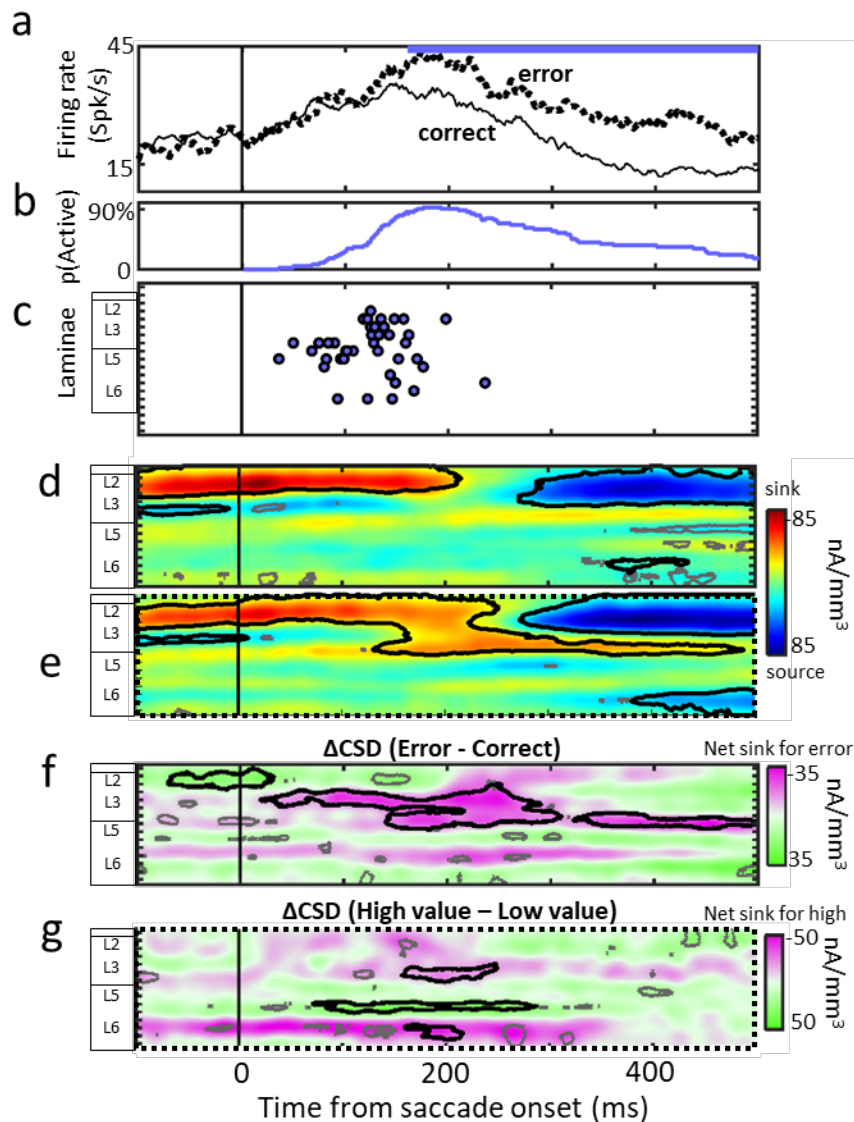 a
45
Firing rate
(Spk/s)
15
error
correct
b
p(Active)
90%
0
c
Laminae
L2
L3
L5
L6
d
L2
L3
L5
L6
sink
-85
nA/mm³
85
source
e
L2
L3
L5
L6
ΔCSD (Error - Correct)
Net sink for error
f
L2
L3
L5
L6
-35
nA/mm³
35
ΔCSD (High value – Low value)
Net sink for high
g
L2
L3
L5
L6
-50
nA/mm³
50
0
200
400
Time from saccade onset (ms)